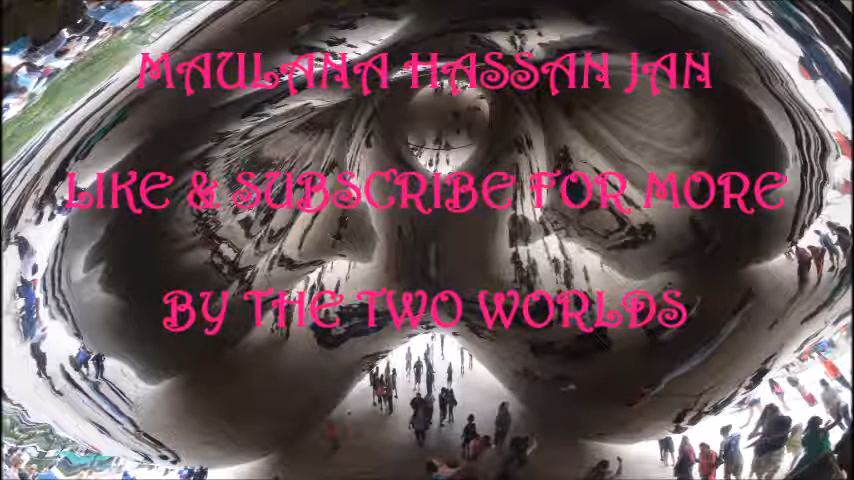 MAULANA HASSAN JAN
LIKE & SUBSCRIBE FOR MORE
BY THE TWO WORLDS